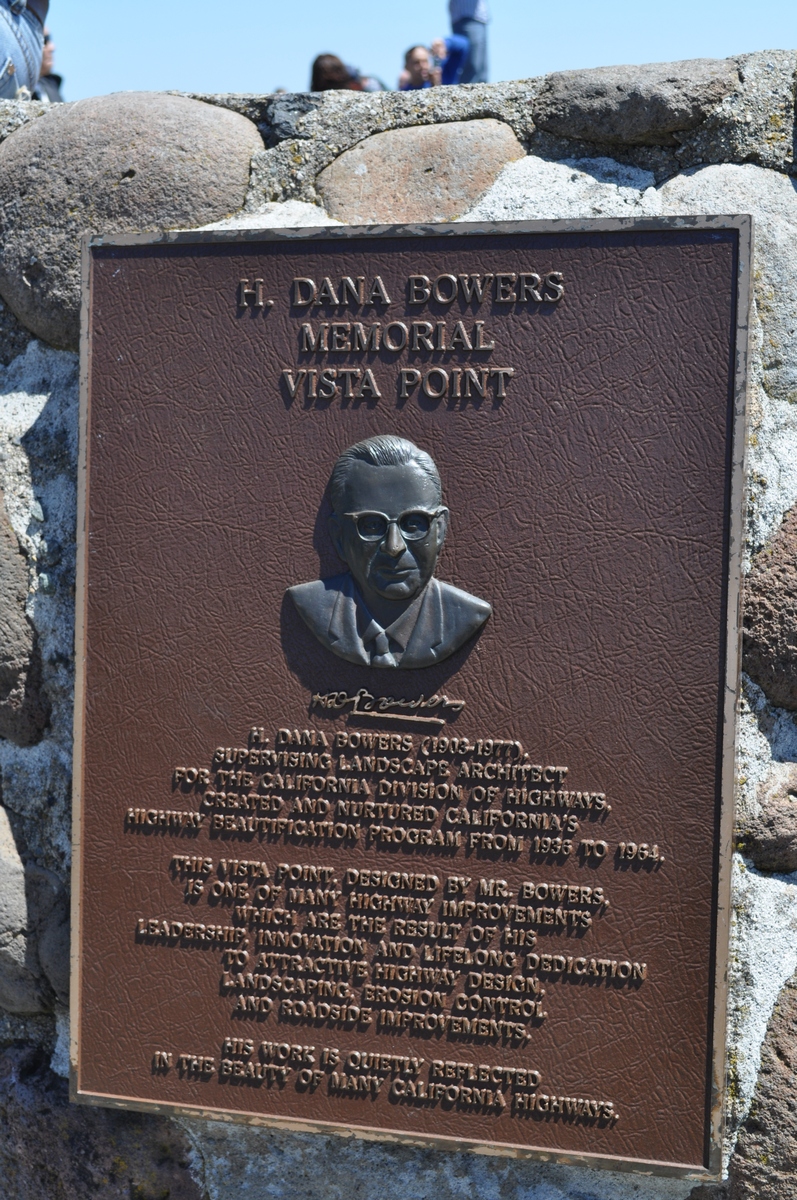 H. DANA BOWERS
MEMORIAL
VISTA POINT
HD Bowers
H. DANA BOWERS (1903-1977),
SUPERVISING LANDSCAPE ARCHITECT
FOR THE CALIFORNIA DIVISION OF HIGHWAYS,
CREATED AND NURTURED CALIFORNIA'S
HIGHWAY BEAUTIFICATION PROGRAM FROM 1936 TO 1964.
THIS VISTA POINT, DESIGNED BY MR. BOWERS,
IS ONE OF MANY HIGHWAY IMPROVEMENTS
WHICH ARE THE RESULT OF HIS
LEADERSHIP, INNOVATION AND LIFELONG DEDICATION
TO ATTRACTIVE HIGHWAY DESIGN,
LANDSCAPING, EROSION CONTROL
AND ROADSIDE IMPROVEMENTS.
HIS WORK IS QUIETLY REFLECTED
IN THE BEAUTY OF MANY CALIFORNIA HIGHWAYS.